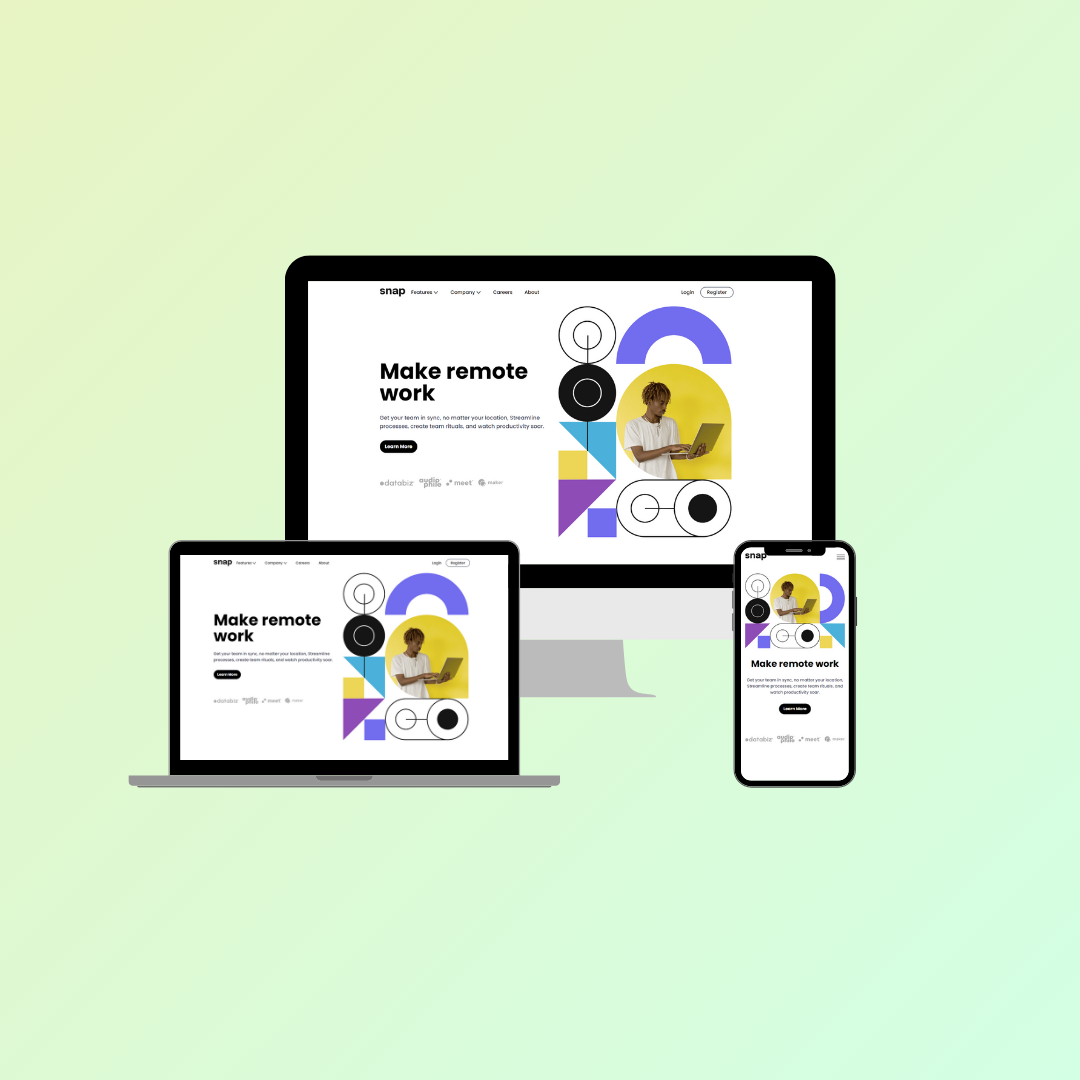 snap Features Company Careers About Login Register
Make remote
work
Get your team in sync, no matter your location, Streamline
processes, create team rituals, and watch productivity soar.
Learn More
databiz audiophile meet maker
snap Features Company Careers About Login Register
Make remote
work
Get your team in sync, no matter your location, Streamline
processes, create team rituals, and watch productivity soar.
Learn More
databiz audiophile meet maker
snap
Make remote work
Get your team in sync, no matter your location,
Streamline processes, create team rituals, and
watch productivity soar.
Learn More
databiz audiophile meet maker